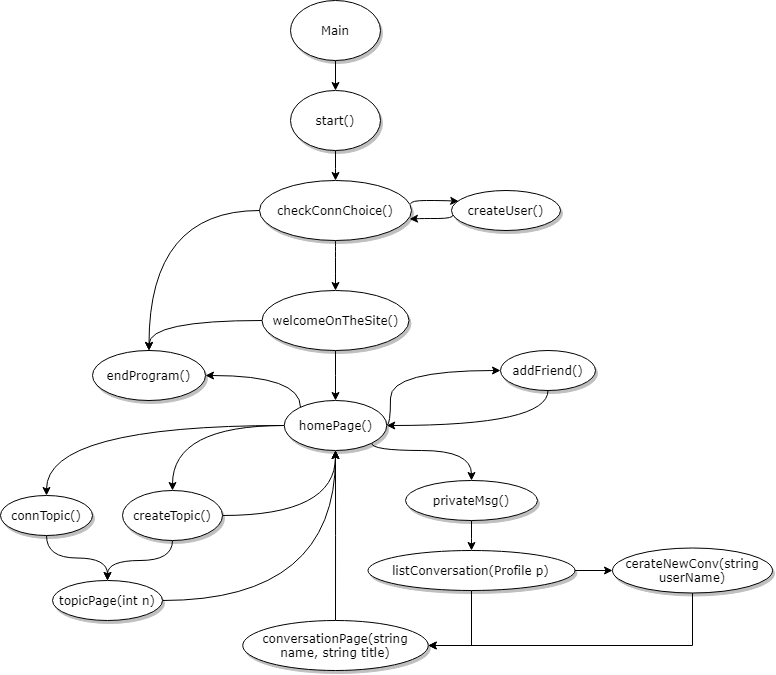 Main
start()
checkConnChoice()
createUser()
welcomeOnTheSite()
endProgram()
addFriend()
homePage()
privateMsg()
connTopic()
createTopic()
listConversation(Profile p)
cerateNewConv(string
userName)
topicPage(int n)
conversationPage(string
name, string title)